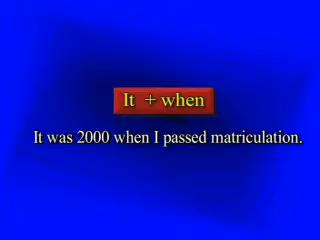 It + when
It was 2000 when I passed matriculation.